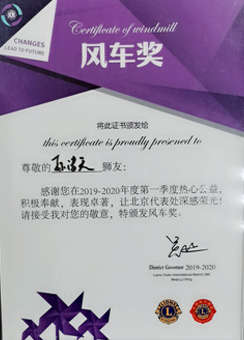 CHANGES
LEAD TO FUTURE
Certificate of windmill
风车奖
将此证书颁发给
this certificate is proudly presened to
尊敬的 狮友:
感谢您在2019-2020年度第一季度热心公益,
积极奉献,表现卓著,让北京代表处深感荣光!
请接受我对您的敬意,特颁发风车奖。
District Governor 2019-2020
Lions Clubs International District 385
Beijing China